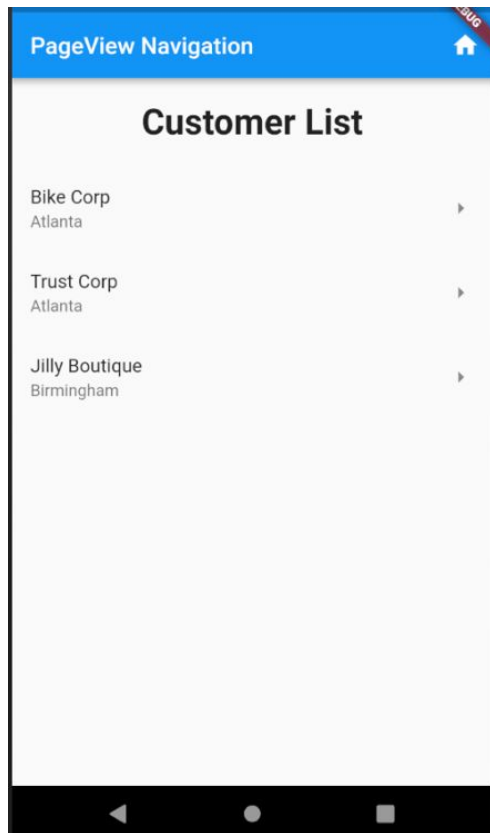 PageView Navigation
Customer List
Bike Corp
Atlanta
Trust Corp
Atlanta
Jilly Boutique
Birmingham